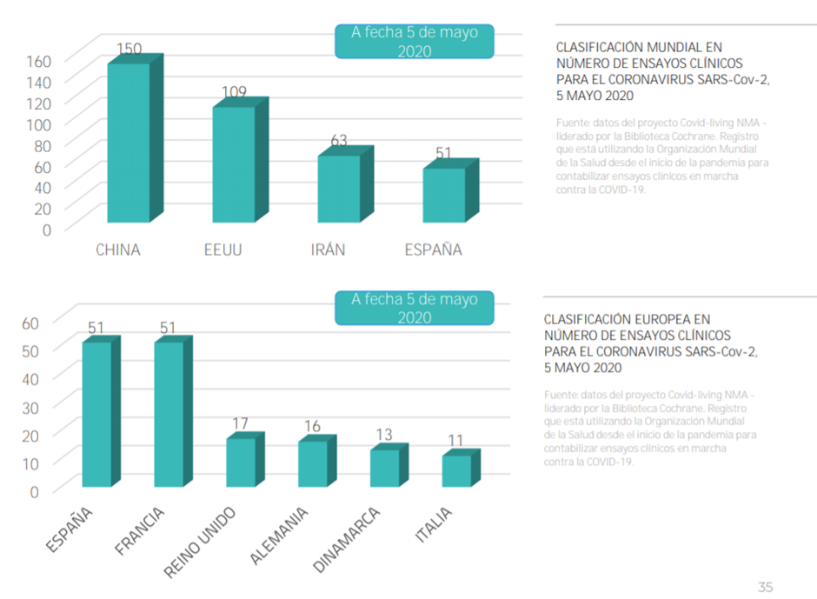 A fecha 5 de mayo
2020
160
140
120
100
80
60
40
20
0
150
109
63
51
CHINA
EEUU
IRÁN
ESPAÑA
CLASIFICACIÓN MUNDIAL EN
NÚMERO DE ENSAYOS CLÍNICOS
PARA EL CORONAVIRUS SARS-Cov-2,
5 MAYO 2020
Fuente: datos del proyecto Covid-living NMA -
liderado por la Biblioteca Cochrane. Registro
que está utilizando la Organización Mundial
de la Salud desde el inicio de la pandemia para
contabilizar ensayos clínicos en marcha
contra la COVID-19.
A fecha 5 de mayo
2020
60
50
40
30
20
10
0
51
51
17
16
13
11
ESPAÑA
FRANCIA
REINO UNIDO
ALEMANIA
DINAMARCA
ITALIA
CLASIFICACIÓN EUROPEA EN
NÚMERO DE ENSAYOS CLÍNICOS
PARA EL CORONAVIRUS SARS-Cov-2,
5 MAYO 2020
Fuente: datos del proyecto Covid-living NMA -
liderado por la Biblioteca Cochrane. Registro
que está utilizando la Organización Mundial
de la Salud desde el inicio de la pandemia para
contabilizar ensayos clínicos en marcha
contra la COVID-19.
35